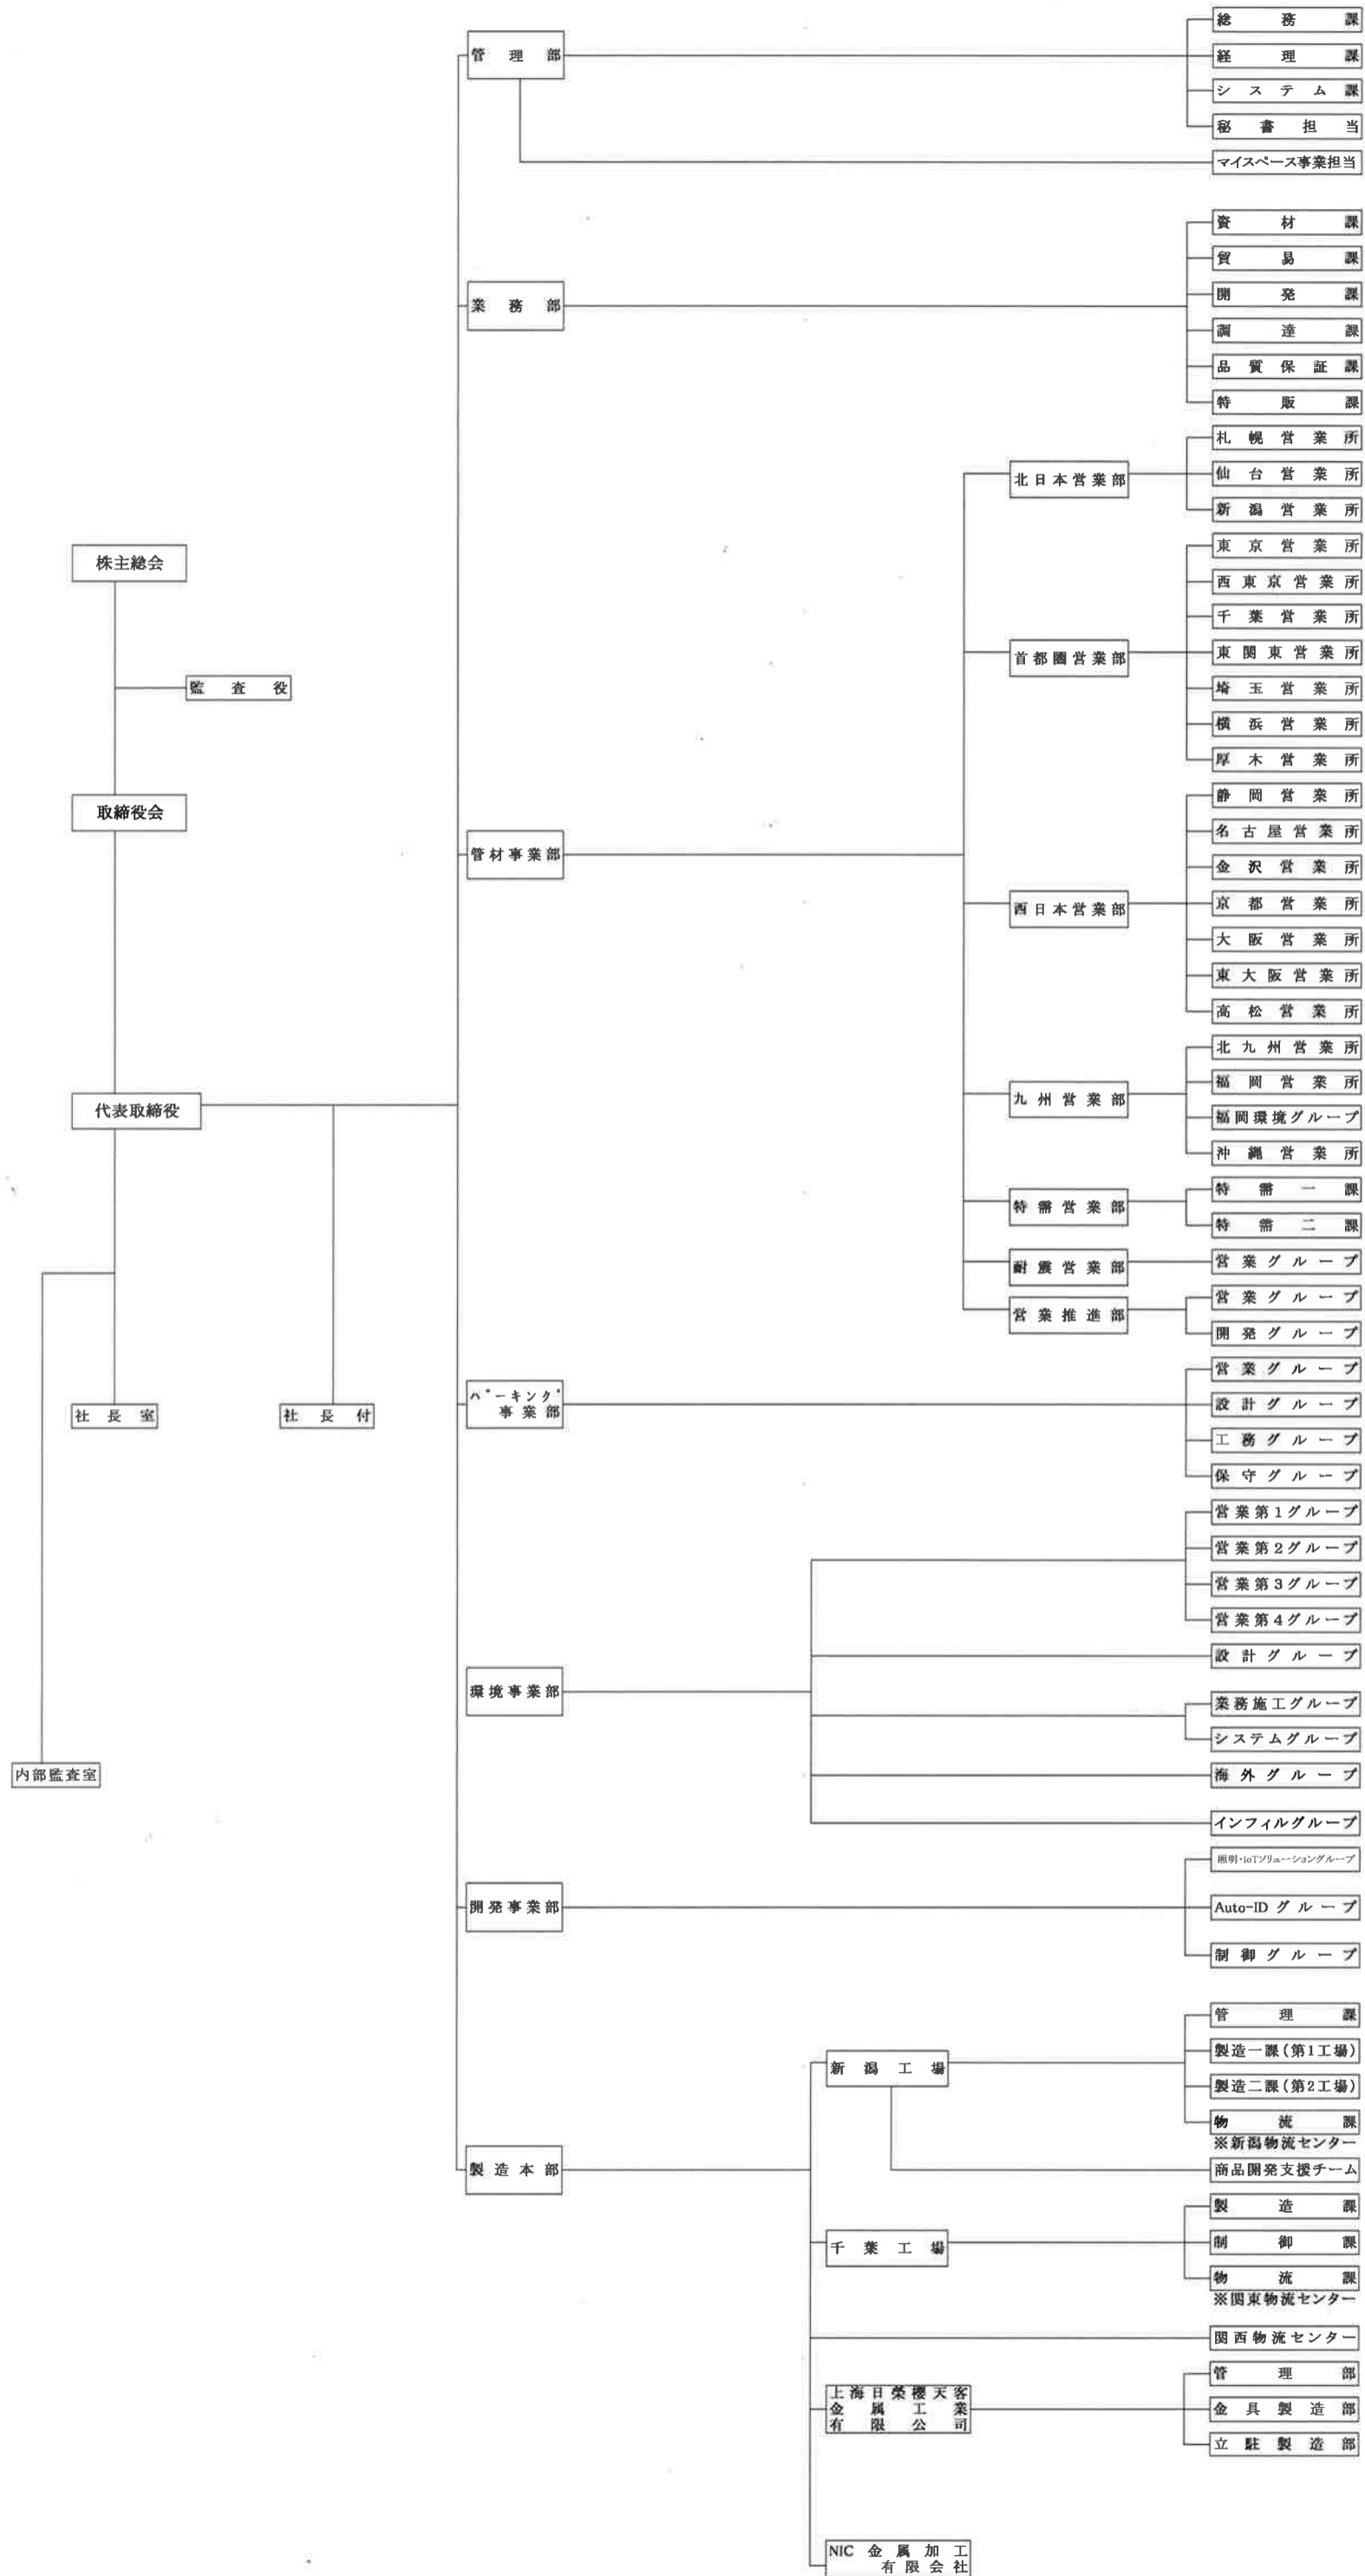 株主総会
監査役
取締役会
代表取締役
社長室
社長付
内部監査室
管理部
総務課
経理課
システム課
秘書担当
マイスペース事業担当
業務部
資材課
貿易課
開発課
調達課
品質保証課
特販課
管材事業部
北日本営業部
札幌営業所
仙台営業所
新潟営業所
首都圏営業部
東京営業所
西東京営業所
千葉営業所
東関東営業所
埼玉営業所
横浜営業所
厚木営業所
西日本営業部
静岡営業所
名古屋営業所
金沢営業所
京都営業所
大阪営業所
東大阪営業所
高松営業所
九州営業部
北九州営業所
福岡営業所
福岡環境グループ
沖縄営業所
特需営業部
特需一課
特需二課
耐震営業部
営業グループ
営業推進部
営業グループ
開発グループ
パーキング
事業部
営業グループ
設計グループ
工務グループ
保守グループ
環境事業部
営業第1グループ
営業第2グループ
営業第3グループ
営業第4グループ
設計グループ
業務施工グループ
システムグループ
海外グループ
インフィルグループ
開発事業部
照明・IoTソリューショングループ
Auto-IDグループ
制御グループ
製造本部
新潟工場
管理課
製造一課(第1工場)
製造二課(第2工場)
物流課
※新潟物流センター
商品開発支援チーム
千葉工場
製造課
制御課
物流課
※関東物流センター
関西物流センター
上海日榮櫻天客
金属工業
有限公司
管理部
金具製造部
立駐製造部
NIC金属加工
有限会社